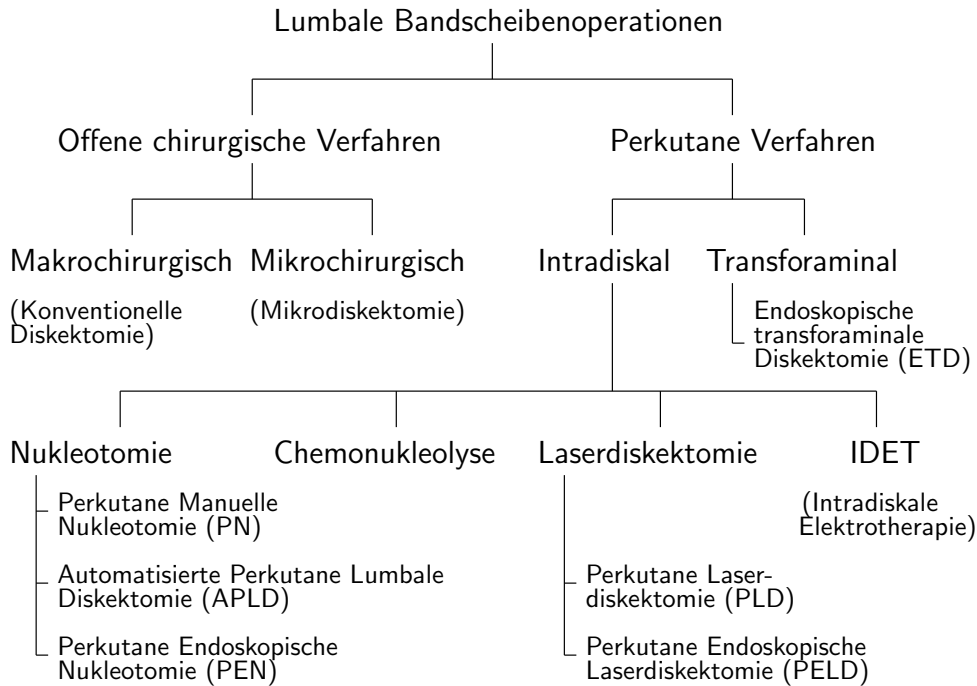 Lumbale Bandscheibenoperationen
Offene chirurgische Verfahren
Perkutane Verfahren
Makrochirurgisch
Mikrochirurgisch
Intradiskal
Transforaminal
(Konventionelle
Diskektomie)
(Mikrodiskektomie)
Endoskopische
transforaminale
Diskektomie (ETD)
Nukleotomie
Chemonukleolyse
Laserdiskektomie
IDET
Perkutane Manuelle
Nukleotomie (PN)
(Intradiskale
Elektrotherapie)
Automatisierte Perkutane Lumbale
Diskektomie (APLD)
Perkutane Laser-
diskektomie (PLD)
Perkutane Endoskopische
Nukleotomie (PEN)
Perkutane Endoskopische
Laserdiskektomie (PELD)